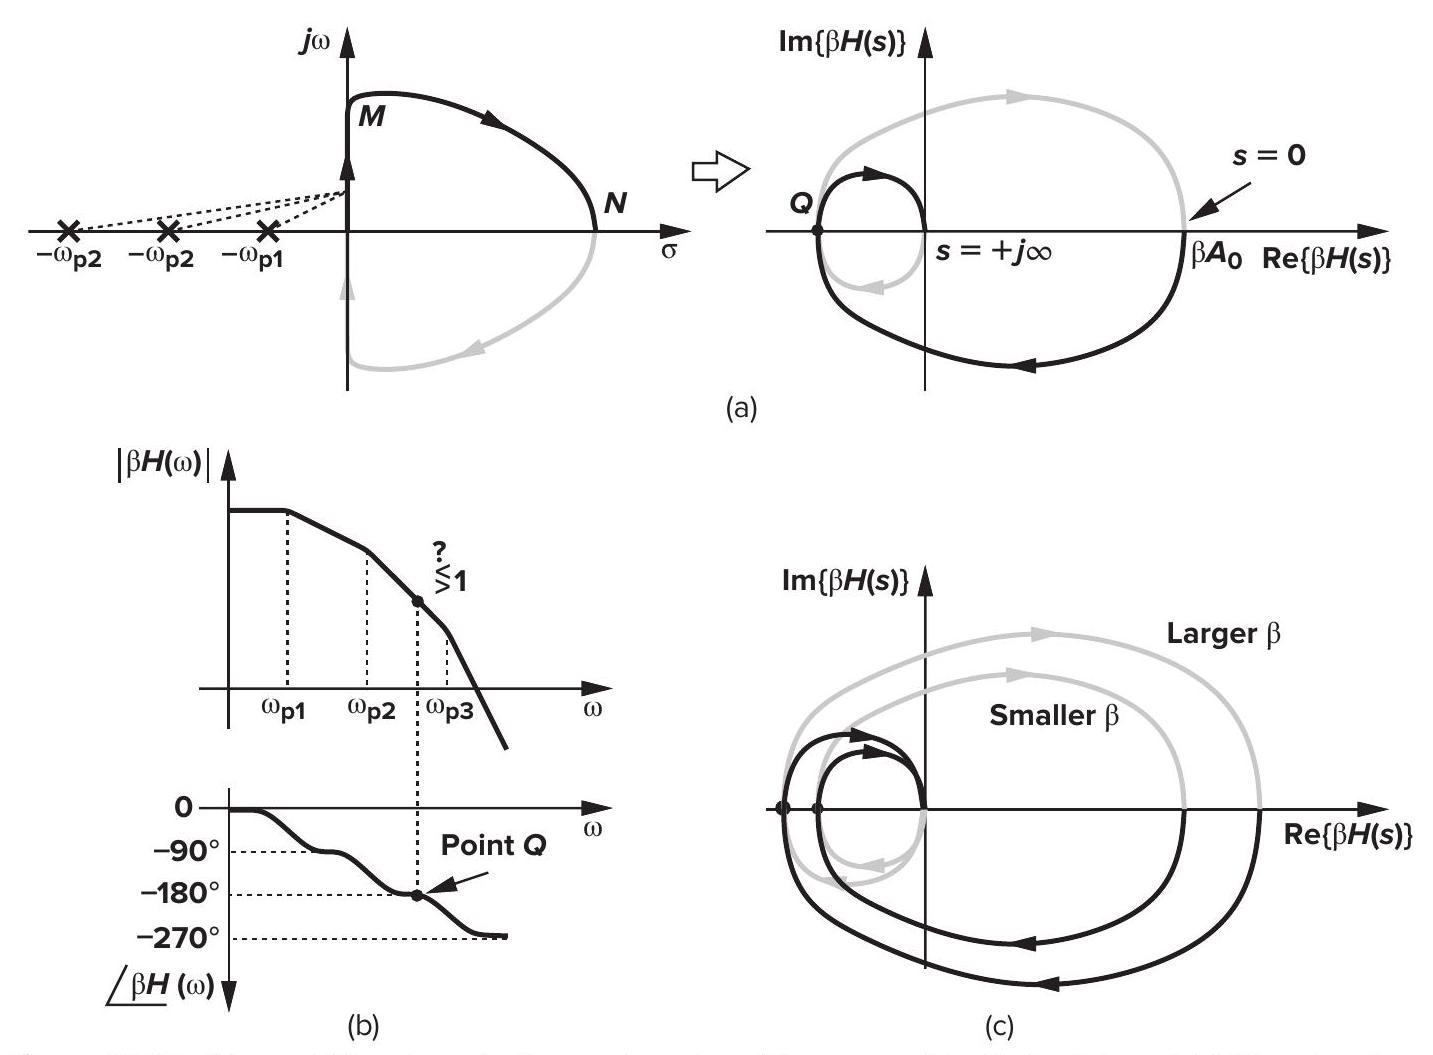 jω
M
N
−ωp2
−ωp2
−ωp1
σ
Im{βH(s)}
s = 0
Q
s = +j∞
βA0
Re{βH(s)}
(a)
|βH(ω)|
?
≶1
ωp1
ωp2
ωp3
ω
0
ω
−90°
Point Q
−180°
−270°
∠βH (ω)
(b)
Im{βH(s)}
Larger β
Smaller β
Re{βH(s)}
(c)